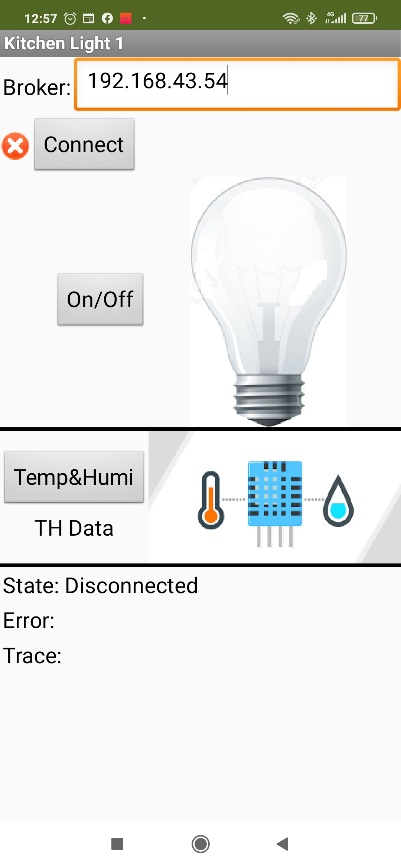 12:57
4G
77
Kitchen Light 1
Broker: 192.168.43.54
Connect
On/Off
Temp&Humi
TH Data
State: Disconnected
Error:
Trace: